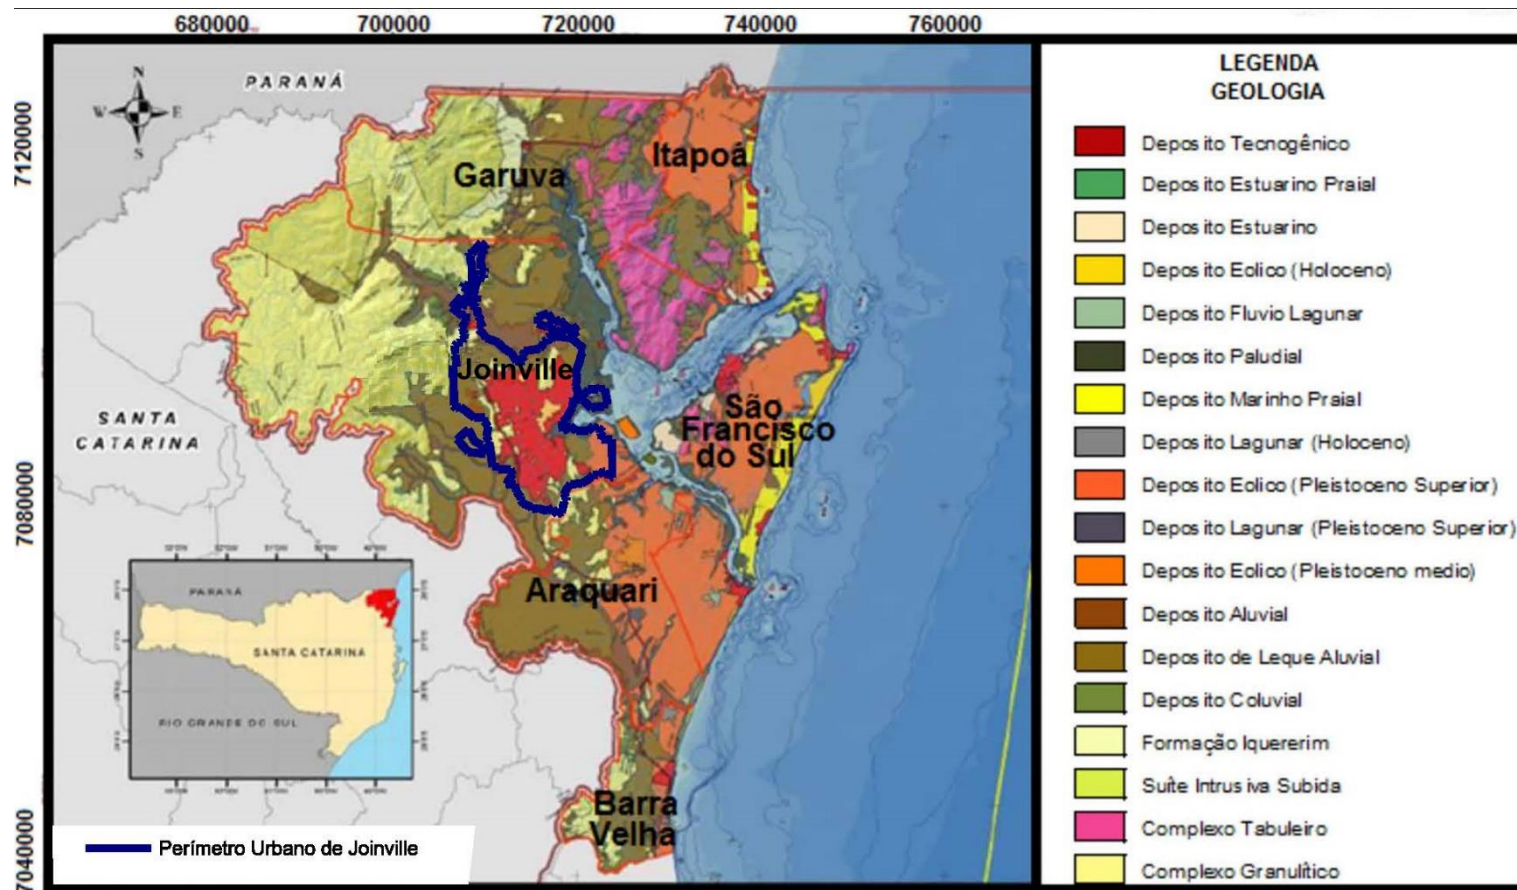 680000 700000 720000 740000 760000
7120000
7080000
7040000
N
W E
S
PARANÁ
SANTA
CATARINA
Garuva
Itapoá
Joinville
São
Francisco
do Sul
Araquari
Barra
Velha
PARANÁ
SANTA CATARINA
RIO GRANDE DO SUL
Perímetro Urbano de Joinville
LEGENDA
GEOLOGIA
Deposito Tecnogênico
Deposito Estuarino Praial
Deposito Estuarino
Deposito Eolico (Holoceno)
Deposito Fluvio Lagunar
Deposito Paludial
Deposito Marinho Praial
Deposito Lagunar (Holoceno)
Deposito Eolico (Pleistoceno Superior)
Deposito Lagunar (Pleistoceno Superior)
Deposito Eolico (Pleistoceno medio)
Deposito Aluvial
Deposito de Leque Aluvial
Deposito Coluvial
Formação Iquererim
Suíte Intrusiva Subida
Complexo Tabuleiro
Complexo Granulítico